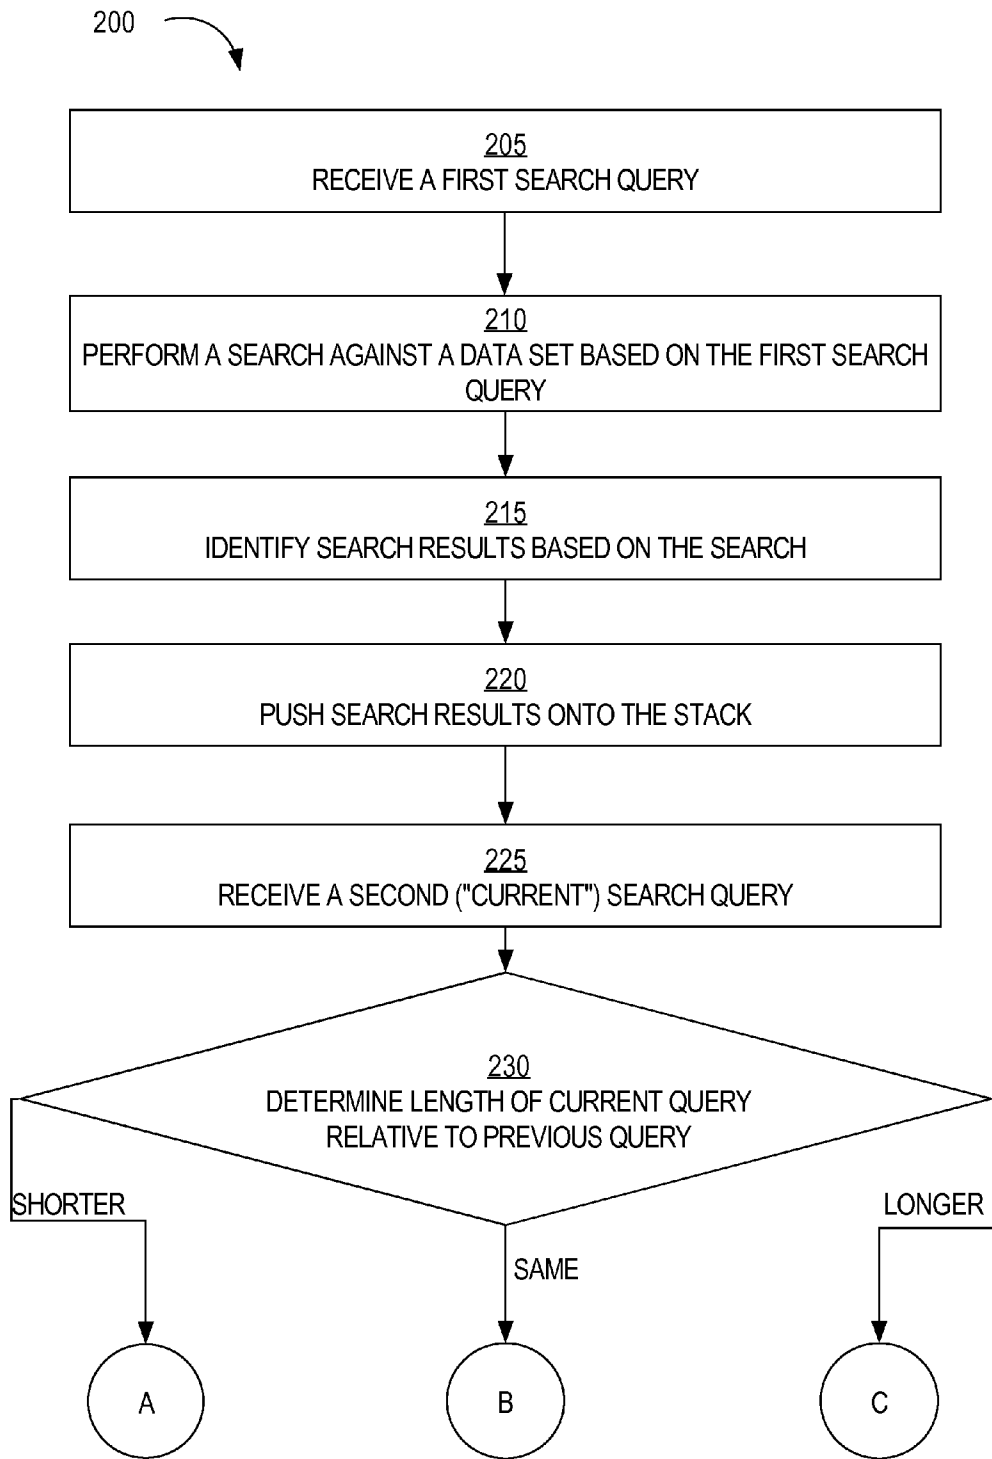 200
205
RECEIVE A FIRST SEARCH QUERY
210
PERFORM A SEARCH AGAINST A DATA SET BASED ON THE FIRST SEARCH
QUERY
215
IDENTIFY SEARCH RESULTS BASED ON THE SEARCH
220
PUSH SEARCH RESULTS ONTO THE STACK
225
RECEIVE A SECOND ("CURRENT") SEARCH QUERY
230
DETERMINE LENGTH OF CURRENT QUERY
RELATIVE TO PREVIOUS QUERY
SHORTER
LONGER
SAME
A
B
C